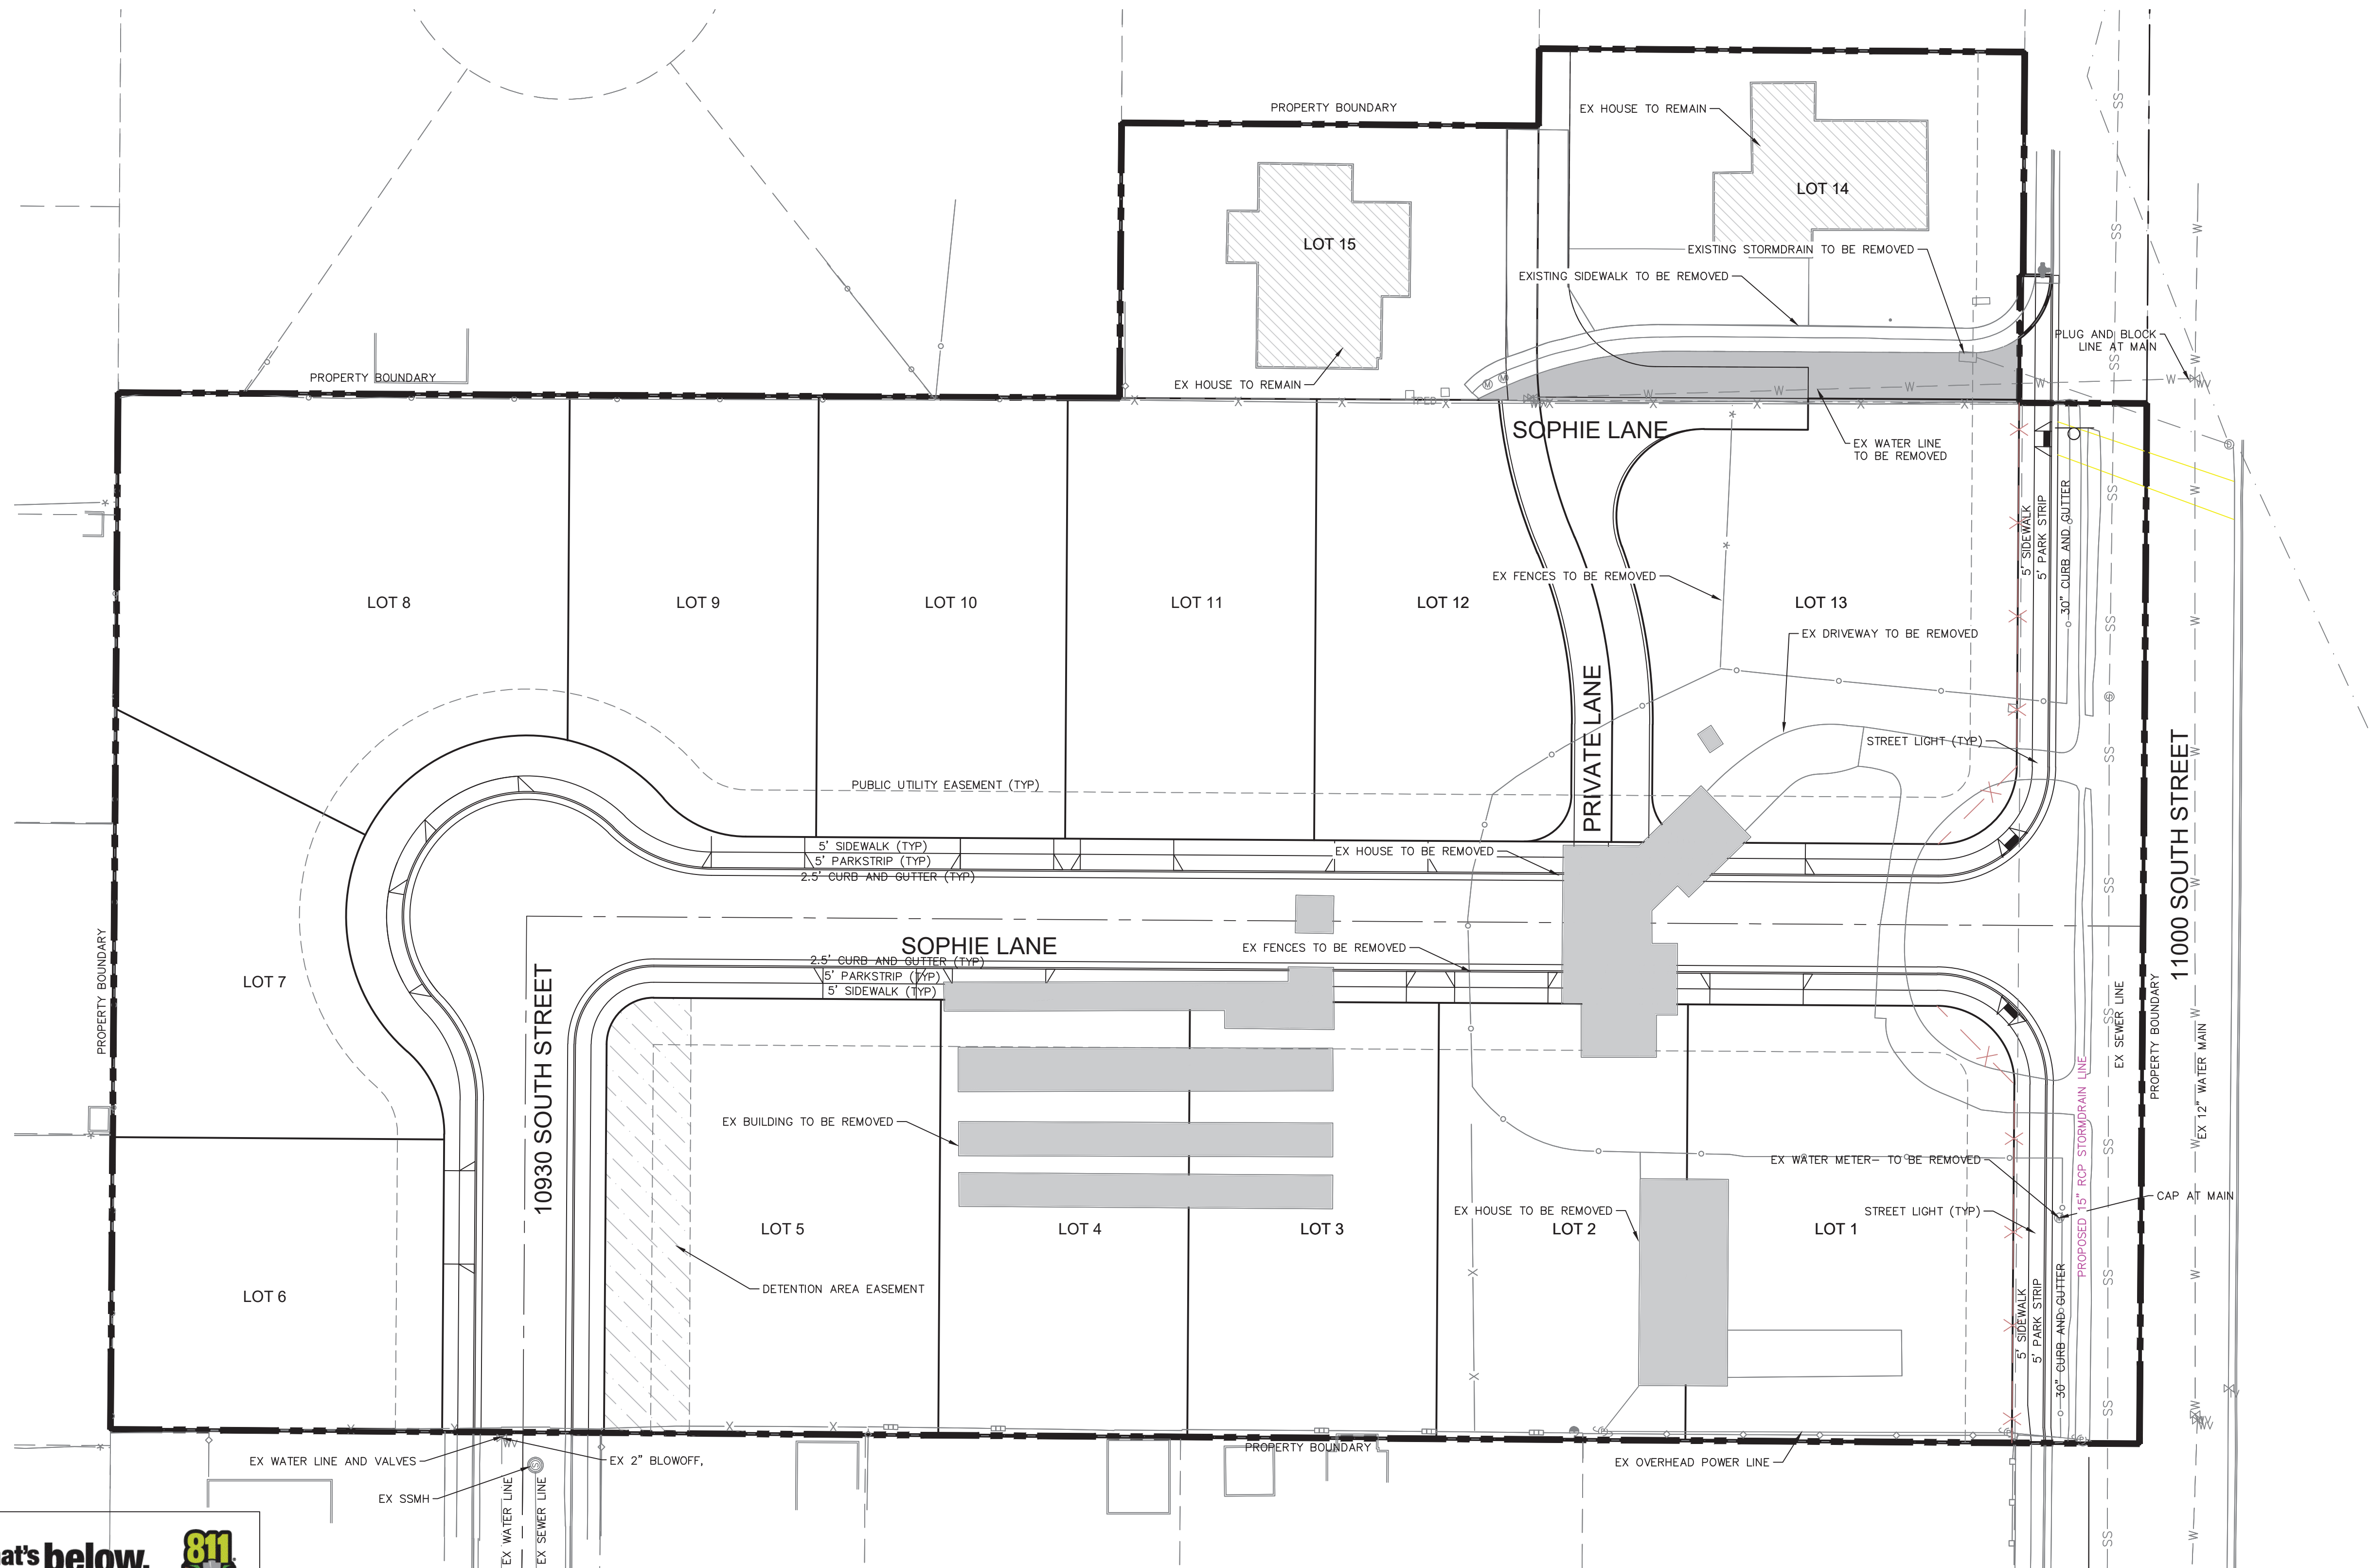 PROPERTY BOUNDARY
EX HOUSE TO REMAIN
LOT 14
LOT 15
EXISTING STORMDRAIN TO BE REMOVED
EXISTING SIDEWALK TO BE REMOVED
PLUG AND BLOCK
LINE AT MAIN
PROPERTY BOUNDARY
EX HOUSE TO REMAIN
SOPHIE LANE
EX WATER LINE
TO BE REMOVED
5' SIDEWALK
5' PARK STRIP
30" CURB AND GUTTER
EX FENCES TO BE REMOVED
LOT 8
LOT 9
LOT 10
LOT 11
LOT 12
LOT 13
EX DRIVEWAY TO BE REMOVED
PRIVATE LANE
STREET LIGHT (TYP)
11000 SOUTH STREET
PUBLIC UTILITY EASEMENT (TYP)
5' SIDEWALK (TYP)
5' PARKSTRIP (TYP)
2.5' CURB AND GUTTER (TYP)
EX HOUSE TO BE REMOVED
SOPHIE LANE
EX FENCES TO BE REMOVED
2.5' CURB AND GUTTER (TYP)
5' PARKSTRIP (TYP)
5' SIDEWALK (TYP)
PROPERTY BOUNDARY
LOT 7
10930 SOUTH STREET
EX SEWER LINE
PROPERTY BOUNDARY
EX 12" WATER MAIN
PROPOSED 15" RCP STORMDRAIN LINE
EX BUILDING TO BE REMOVED
EX WATER METER- TO BE REMOVED
CAP AT MAIN
EX HOUSE TO BE REMOVED
STREET LIGHT (TYP)
LOT 5
LOT 4
LOT 3
LOT 2
LOT 1
DETENTION AREA EASEMENT
LOT 6
5' SIDEWALK
5' PARK STRIP
30" CURB AND GUTTER
PROPERTY BOUNDARY
EX WATER LINE AND VALVES
EX 2" BLOWOFF,
EX OVERHEAD POWER LINE
EX SSMH
EX WATER LINE
EX SEWER LINE
at's below.
811